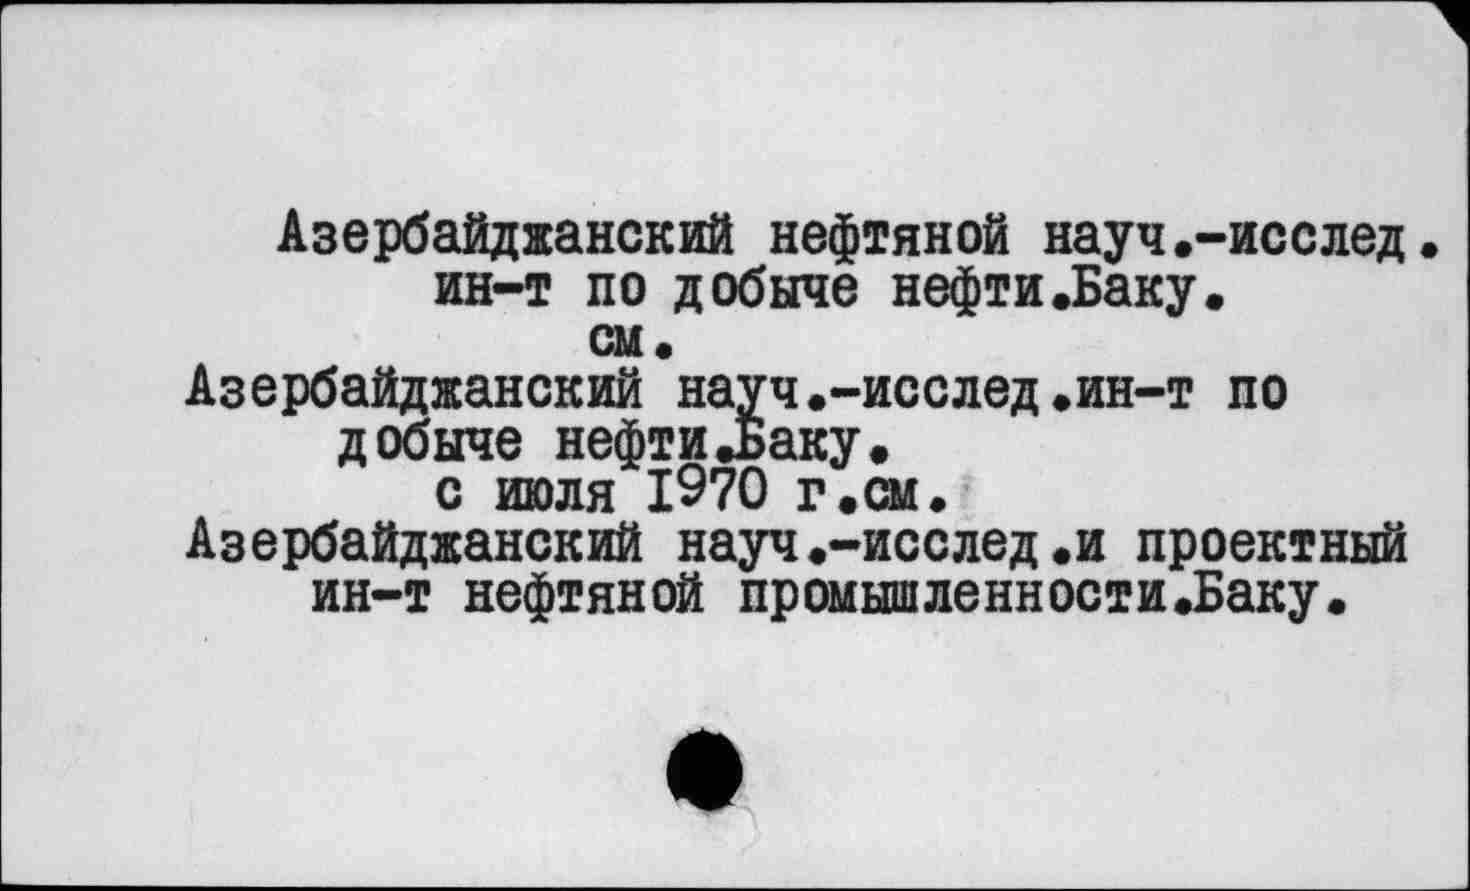 Азербайджанский нефтяной науч.-исслед.
ин-т по добыче нефти.Баку.
см.
Азербайджанский науч.-исслед.ин-т по
добыче нефти.Баку.
с июля 1970 г.см.
Азербайджанский науч.-исслед.и проектный
ин-т нефтяной промышленности.Баку.